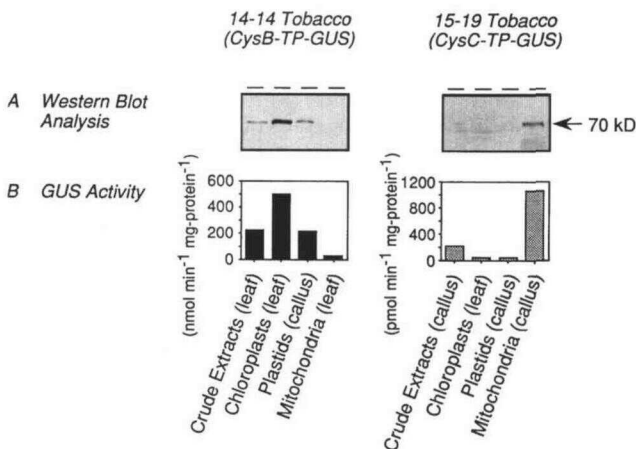 14-14 Tobacco
(CysB-TP-GUS)
15-19 Tobacco
(CysC-TP-GUS)
A Western Blot
Analysis
70 kD
B GUS Activity
(nmol min⁻¹ mg-protein⁻¹)
600
400
200
0
Crude Extracts (leaf)
Chloroplasts (leaf)
Plastids (callus)
Mitochondria (leaf)
(pmol min⁻¹ mg-protein⁻¹)
1200
800
400
0
Crude Extracts (callus)
Chloroplasts (leaf)
Plastids (callus)
Mitochondria (callus)